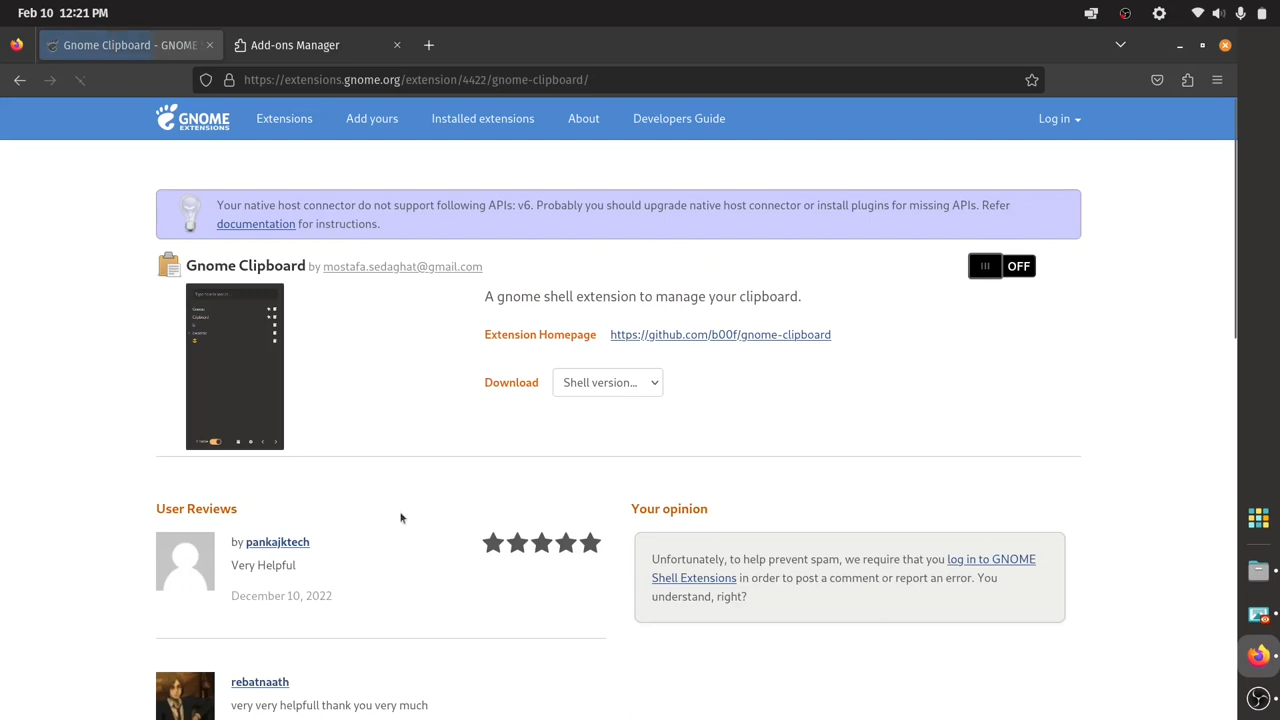 Feb 10 12:21 PM
Gnome Clipboard - GNOME
Add-ons Manager
https://extensions.gnome.org/extension/4422/gnome-clipboard/
GNOME EXTENSIONS
Extensions
Add yours
Installed extensions
About
Developers Guide
Log in
Your native host connector do not support following APIs: v6. Probably you should upgrade native host connector or install plugins for missing APIs. Refer
documentation for instructions.
Gnome Clipboard by mostafa.sedaghat@gmail.com
OFF
A gnome shell extension to manage your clipboard.
Extension Homepage https://github.com/b00f/gnome-clipboard
Download Shell version...
User Reviews
by pankajktech
Very Helpful
December 10, 2022
rebatnaath
very very helpfull thank you very much
Your opinion
Unfortunately, to help prevent spam, we require that you log in to GNOME
Shell Extensions in order to post a comment or report an error. You
understand, right?